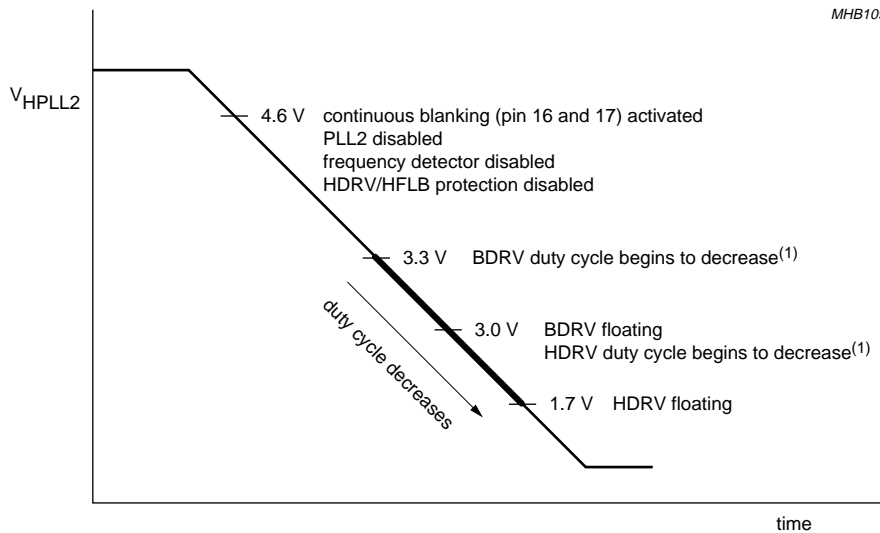 MHB10
VHPLL2
4.6 V continuous blanking (pin 16 and 17) activated
PLL2 disabled
frequency detector disabled
HDRV/HFLB protection disabled
3.3 V BDRV duty cycle begins to decrease(1)
duty cycle decreases
3.0 V BDRV floating
HDRV duty cycle begins to decrease(1)
1.7 V HDRV floating
time